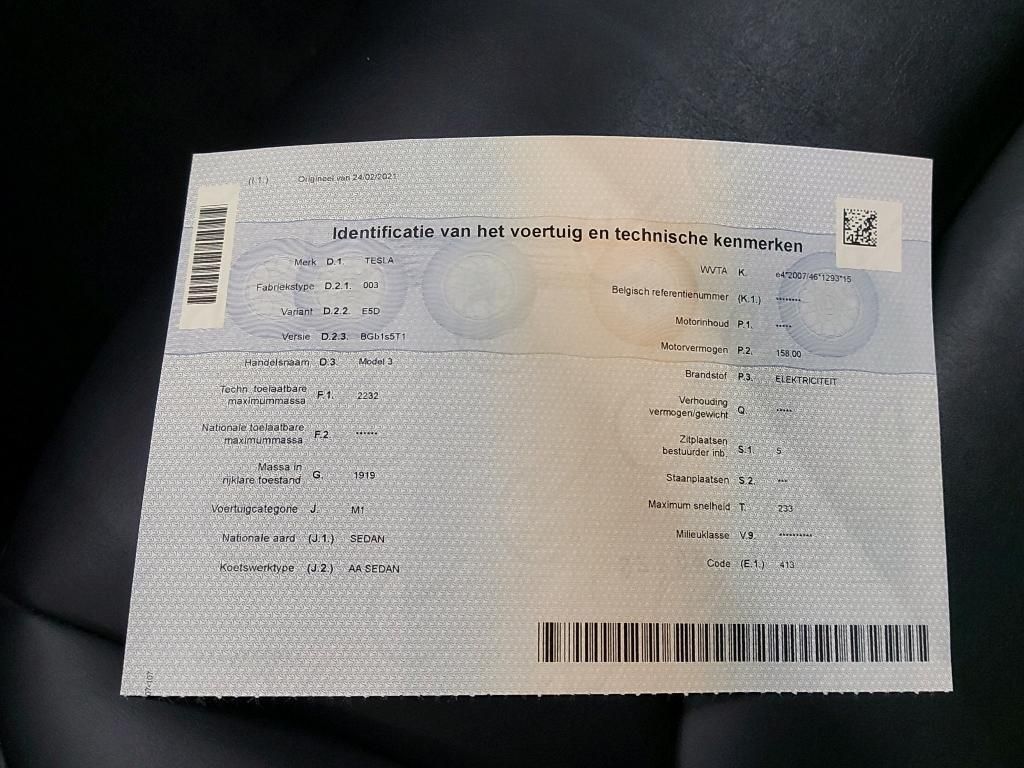 (I.1.) Origineel van 24/02/2021
Identificatie van het voertuig en technische kenmerken
Merk D.1. TESLA
Fabriekstype D.2.1. 003
Variant D.2.2. E5D
Versie D.2.3. BGb1s5T1
Handelsnaam D.3. Model 3
Techn. toelaatbare
maximummassa F.1. 2232
Nationale toelaatbare
maximummassa F.2. ******
Massa in
rijklare toestand G. 1919
Voertuigcategorie J. M1
Nationale aard (J.1.) SEDAN
Koetswerktype (J.2.) AA SEDAN
WVTA K. e4*2007/46*1293*15
Belgisch referentienummer (K.1.) ********
Motorinhoud P.1. *****
Motorvermogen P.2. 158.00
Brandstof P.3. ELEKTRICITEIT
Verhouding
vermogen/gewicht Q. *****
Zitplaatsen
bestuurder inb. S.1. 5
Staanplaatsen S.2. ***
Maximum snelheid T. 233
Milieuklasse V.9. **********
Code (E.1.) 413